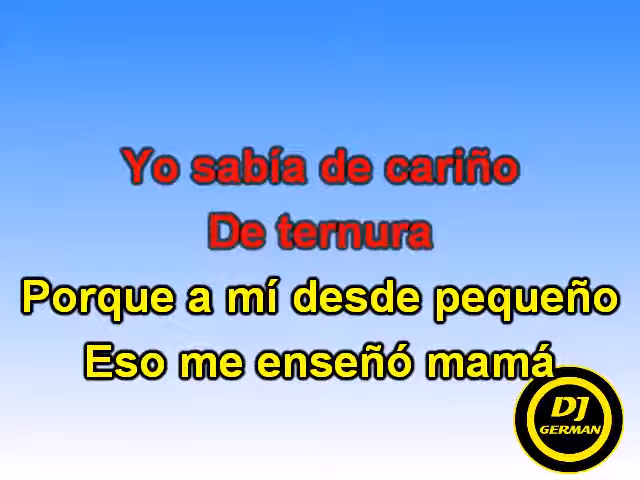 Yo sabía de cariño
De ternura
Porque a mí desde pequeño
Eso me enseñó mamá
DJ
GERMAN